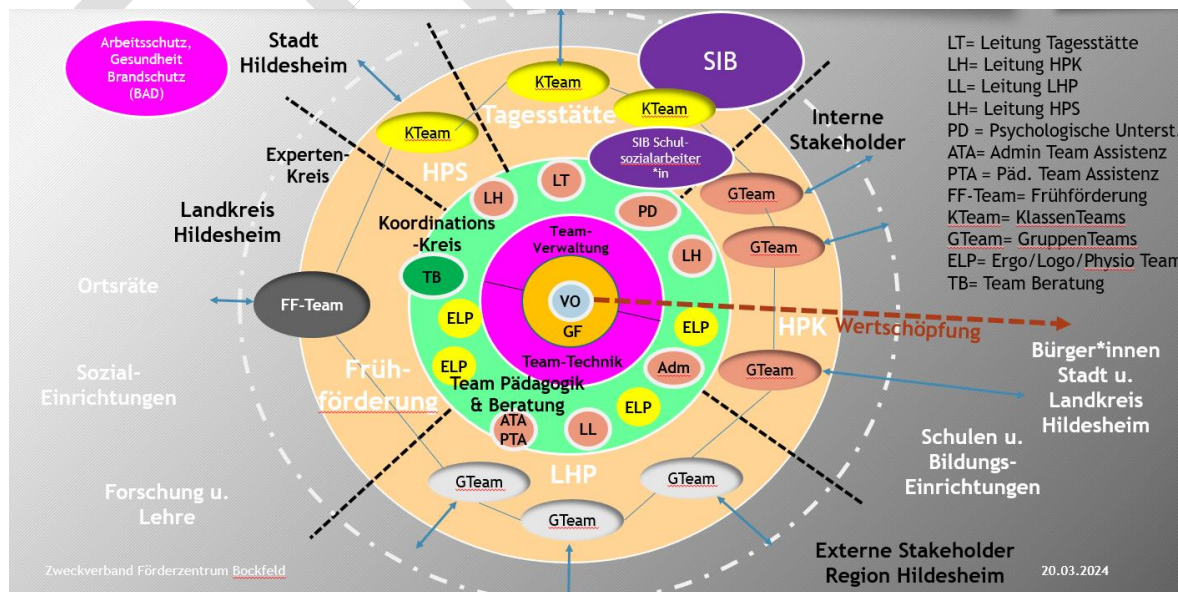 Arbeitsschutz,
Gesundheit
Brandschutz
(BAD)
Stadt
Hildesheim
Experten-
Kreis
Landkreis
Hildesheim
Ortsräte
Sozial-
Einrichtungen
Forschung u.
Lehre
Zweckverband Förderzentrum Bockfeld
KTeam
KTeam
KTeam
Tagesstätte
HPS
SIB
SIB Schul-
sozialarbeiter
*in
LH
LT
PD
LH
Koordinations
-Kreis
TB
Team-
Verwaltung
VO
GF
Team-Technik
FF-Team
ELP
ELP
ELP
ELP
Adm
Früh-
förderung
Team Pädagogik
& Beratung
ATA
PTA
LL
LHP
GTeam
GTeam
GTeam
GTeam
GTeam
GTeam
HPK
Wertschöpfung
Interne
Stakeholder
LT= Leitung Tagesstätte
LH= Leitung HPK
LL= Leitung LHP
LH= Leitung HPS
PD = Psychologische Unterst.
ATA= Admin Team Assistenz
PTA= Päd. Team Assistenz
FF-Team= Frühförderung
KTeam= KlassenTeams
GTeam= GruppenTeams
ELP= Ergo/Logo/Physio Team
TB= Team Beratung
Bürger*innen
Stadt u.
Landkreis
Hildesheim
Schulen u.
Bildungs-
Einrichtungen
Externe Stakeholder
Region Hildesheim
20.03.2024